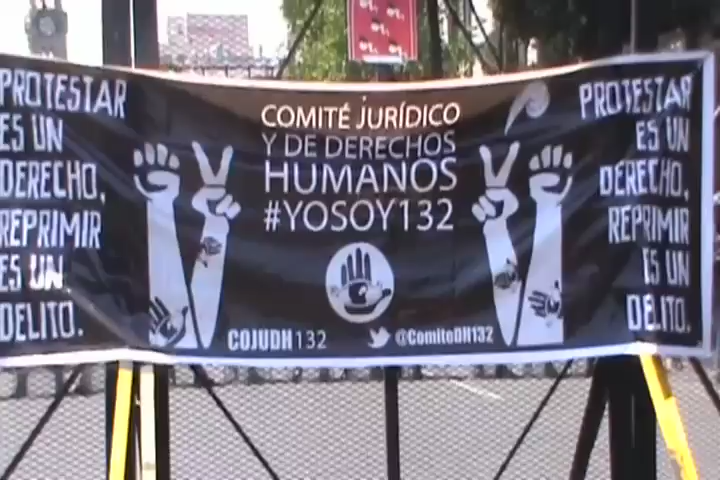 PROTESTAR
ES UN
DERECHO,
REPRIMIR
ES UN
DELITO.
COMITÉ JURÍDICO
Y DE DERECHOS
HUMANOS
#YOSOY132
COJUDH132
@ComiteDH132
PROTESTAR
ES UN
DERECHO,
REPRIMIR
ES UN
DELITO.